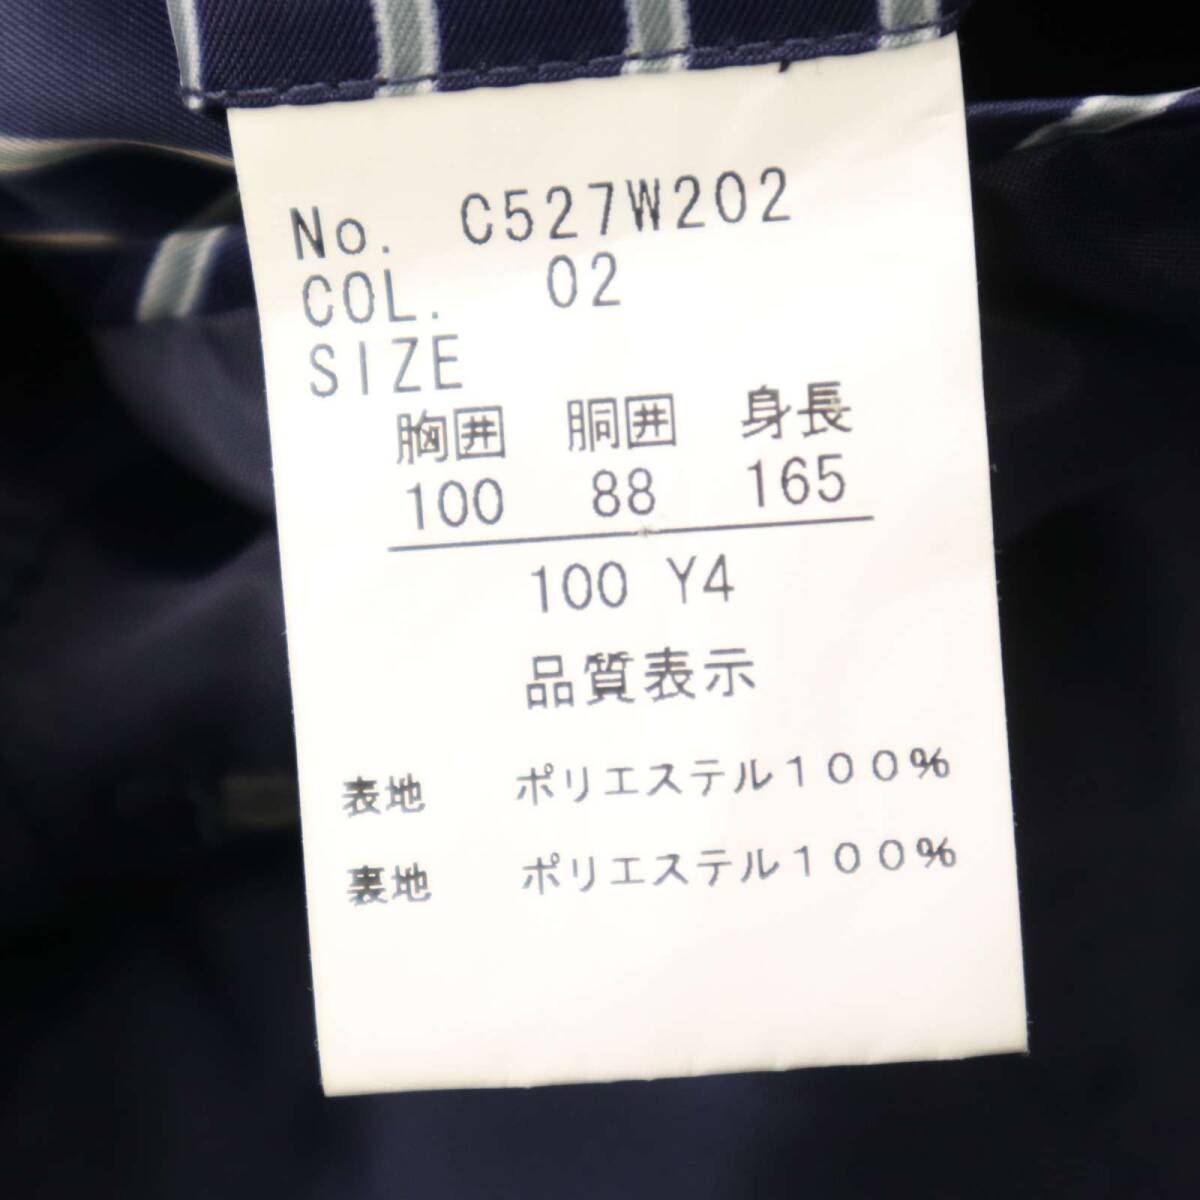 No. C527W202
COL. 02
SIZE
胸囲 胴囲 身長
100 88 165
100 Y4
品質表示
表地 ポリエステル100%
裏地 ポリエステル100%